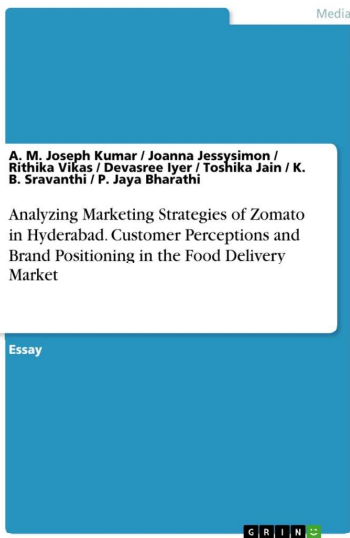 Media
A. M. Joseph Kumar / Joanna Jessysimon /
Rithika Vikas / Devasree Iyer / Toshika Jain / K.
B. Sravanthi / P. Jaya Bharathi
Analyzing Marketing Strategies of Zomato
in Hyderabad. Customer Perceptions and
Brand Positioning in the Food Delivery
Market
Essay
GRIN